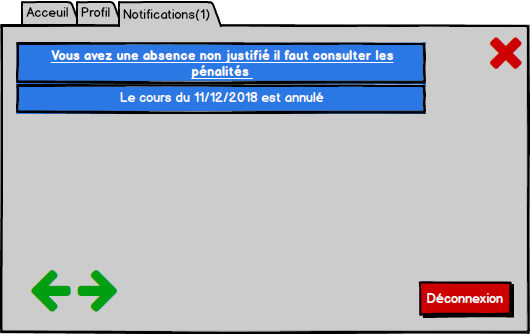 Acceuil
Profil
Notifications(1)
Vous avez une absence non justifié il faut consulter les
pénalités
Le cours du 11/12/2018 est annulé
Déconnexion